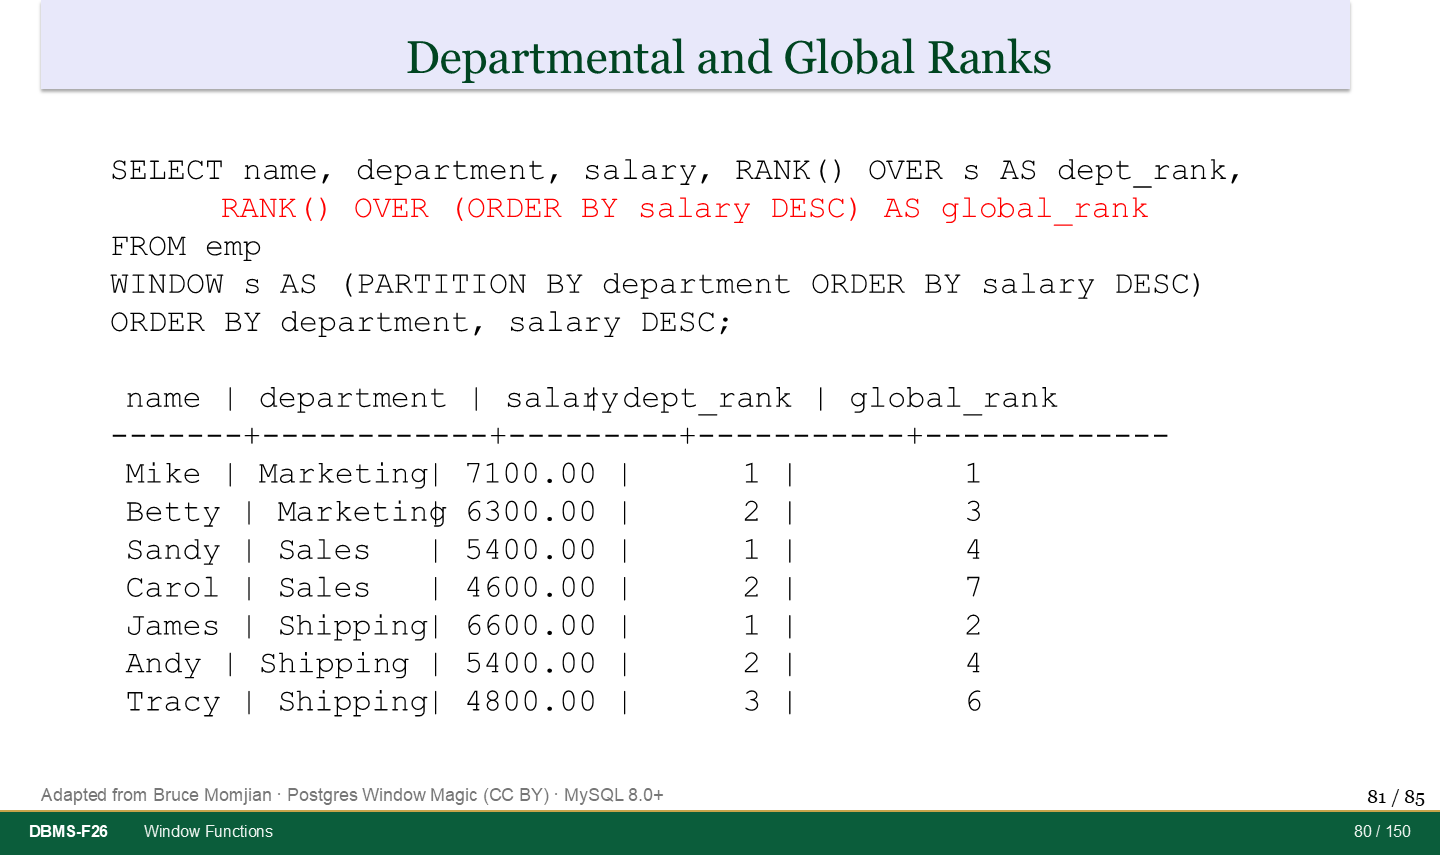 Departmental and Global Ranks
SELECT name, department, salary, RANK() OVER s AS dept_rank,
RANK() OVER (ORDER BY salary DESC) AS global_rank
FROM emp
WINDOW s AS (PARTITION BY department ORDER BY salary DESC)
ORDER BY department, salary DESC;
name | department | salary | dept_rank | global_rank
-------+------------+---------+-----------+-------------
Mike | Marketing | 7100.00 | 1 | 1
Betty | Marketing | 6300.00 | 2 | 3
Sandy | Sales | 5400.00 | 1 | 4
Carol | Sales | 4600.00 | 2 | 7
James | Shipping | 6600.00 | 1 | 2
Andy | Shipping | 5400.00 | 2 | 4
Tracy | Shipping | 4800.00 | 3 | 6
Adapted from Bruce Momjian · Postgres Window Magic (CC BY) · MySQL 8.0+
81 / 85
DBMS-F26 Window Functions 80 / 150